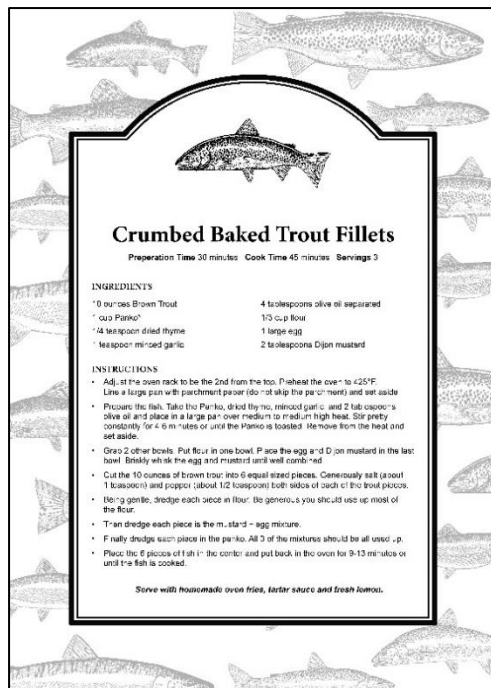 Crumbed Baked Trout Fillets
Preperation Time 30 minutes Cook Time 45 minutes Servings 3
INGREDIENTS
10 ounces Brown Trout
1 cup Panko*
1/4 teaspoon dried thyme
1 teaspoon minced garlic
4 tablespoons olive oil separated
1/3 cup flour
1 large egg
2 tablespoons Dijon mustard
INSTRUCTIONS
• Adjust the oven rack to be the 2nd from the top. Preheat the oven to 425°F.
Line a large pan with parchment paper (do not skip the parchment) and set aside
• Prepare the fish. Take the Panko, dried thyme, minced garlic, and 2 tablespoons
olive oil and place in a large pan over medium to medium high heat. Stir pretty
constantly for 4-6 minutes or until the Panko is toasted. Remove from the heat and
set aside.
• Grab 2 other bowls. Put flour in one bowl. Place the egg and Dijon mustard in the last
bowl. Briskly whisk the egg and mustard until well combined.
• Cut the 10 ounces of brown trout into 6 equal sized pieces. Generously salt (about
1 teaspoon) and pepper (about 1/2 teaspoon) both sides of each of the trout pieces.
• Being gentle, dredge each piece in flour. Be generous you should use up most of
the flour.
• Then dredge each piece is the mustard + egg mixture.
• Finally dredge each piece in the panko. All 3 of the mixtures should be all used up.
• Place the 6 pieces of fish in the center and put back in the oven for 9-13 minutes or
until the fish is cooked.
Serve with homemade oven fries, tartar sauce and fresh lemon.